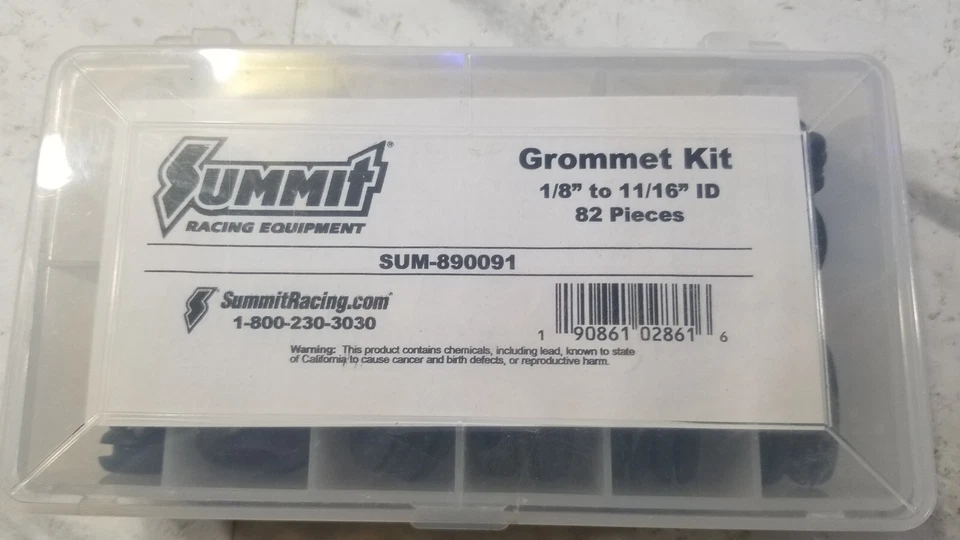 SUMMIT®
RACING EQUIPMENT
Grommet Kit
1/8” to 11/16” ID
82 Pieces
SUM-890091
SummitRacing.com®
1-800-230-3030
1 90861 02861 6
Warning: This product contains chemicals, including lead, known to state
of California to cause cancer and birth defects, or reproductive harm.